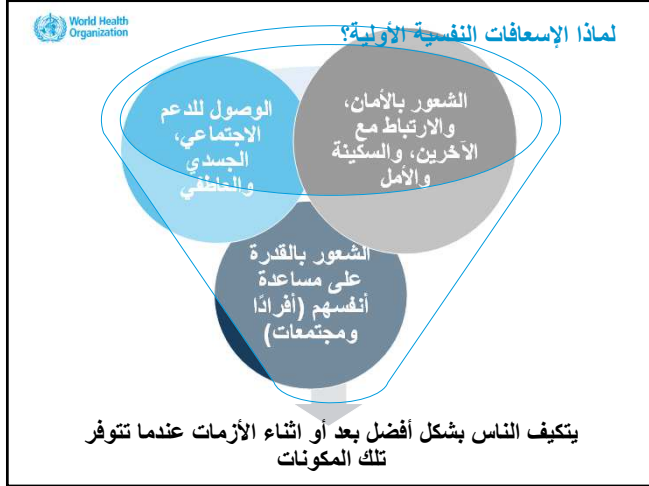 World Health
Organization
لماذا الإسعافات النفسية الأولية؟
الشعور بالأمان،
والارتباط مع
الآخرين، والسكينة
والأمل
الوصول للدعم
الاجتماعي،
الجسدي
والعاطفي
الشعور بالقدرة
على مساعدة
أنفسهم (أفرادًا
ومجتمعات)
يتكيف الناس بشكل أفضل بعد أو اثناء الأزمات عندما تتوفر
تلك المكونات